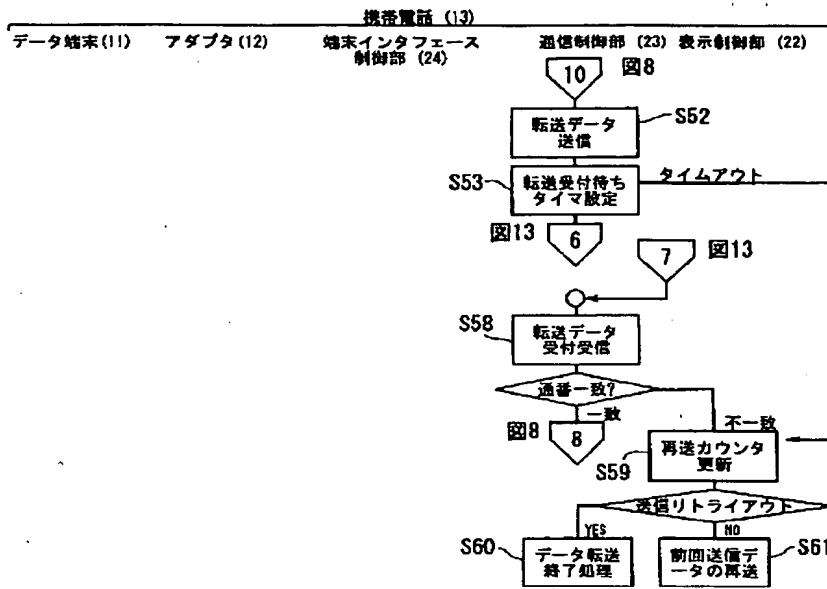 携帯電話 (13)
データ端末(11) アダプタ(12) 端末インタフェース 通信制御部 (23) 表示制御部 (22)
制御部 (24)
10 図8
転送データ
送信
S52
S53
転送受付待ち
タイマ設定
タイムアウト
図13 6
7 図13
S58
転送データ
受付受信
通番一致?
一致
不一致
図8 8
S59
再送カウンタ
更新
送信リトライアウト
YES
NO
S60
データ転送
終了処理
前回送信デ
ータの再送
S61